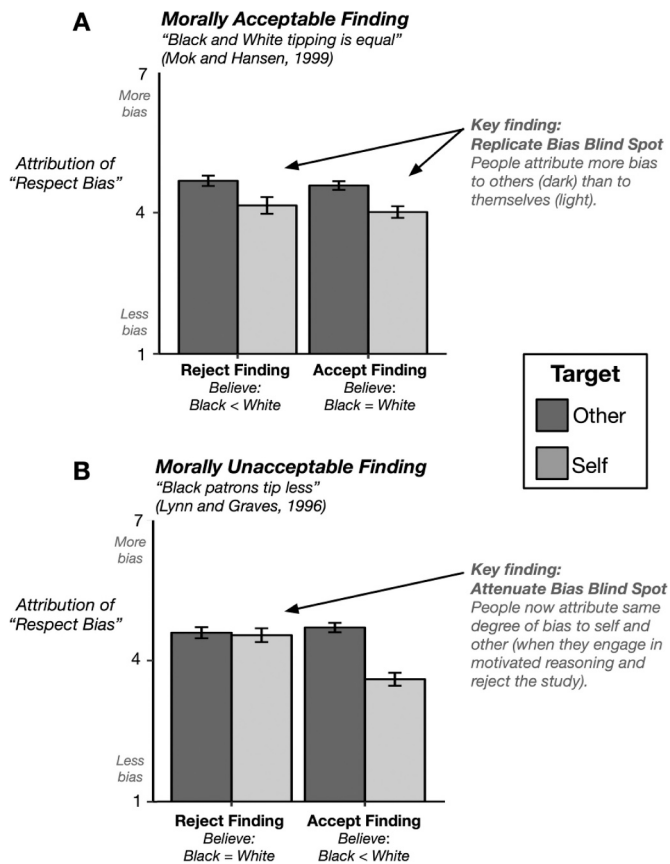 A
Morally Acceptable Finding
“Black and White tipping is equal”
(Mok and Hansen, 1999)
7
More
bias
Attribution of
“Respect Bias”
4
Less
bias
1
Key finding:
Replicate Bias Blind Spot
People attribute more bias
to others (dark) than to
themselves (light).
Reject Finding
Believe:
Black < White
Accept Finding
Believe:
Black = White
Target
Other
Self
B
Morally Unacceptable Finding
“Black patrons tip less”
(Lynn and Graves, 1996)
7
More
bias
Attribution of
“Respect Bias”
4
Less
bias
1
Key finding:
Attenuate Bias Blind Spot
People now attribute same
degree of bias to self and
other (when they engage in
motivated reasoning and
reject the study).
Reject Finding
Believe:
Black = White
Accept Finding
Believe:
Black < White